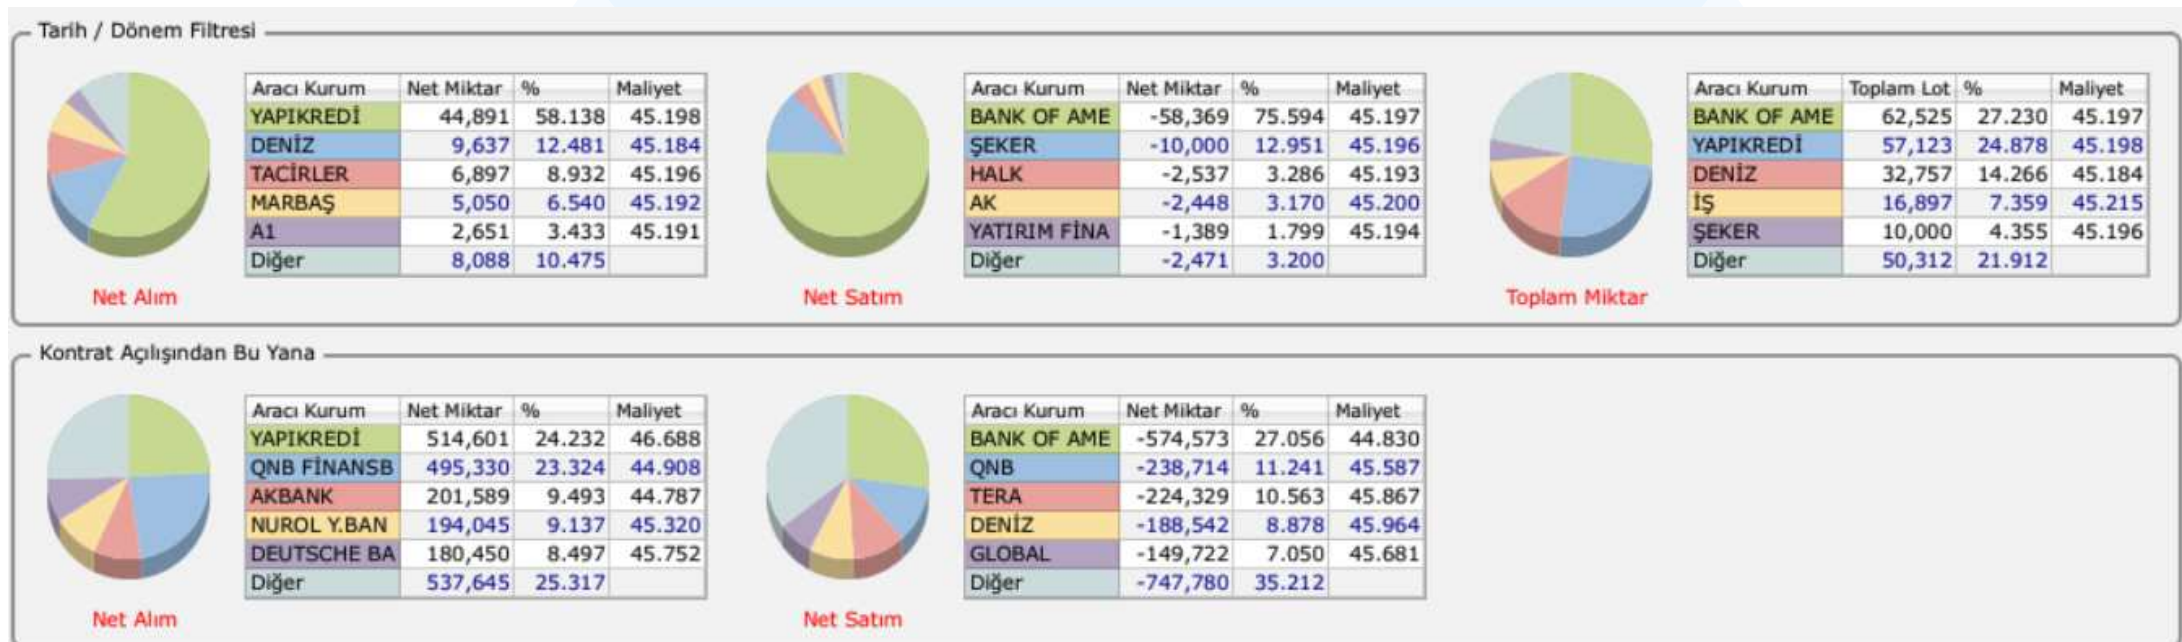 Tarih / Dönem Filtresi
Aracı Kurum Net Miktar % Maliyet
YAPIKREDİ 44,891 58.138 45.198
DENİZ 9,637 12.481 45.184
TACİRLER 6,897 8.932 45.196
MARBAŞ 5,050 6.540 45.192
A1 2,651 3.433 45.191
Diğer 8,088 10.475
Net Alım
Aracı Kurum Net Miktar % Maliyet
BANK OF AME -58,369 75.594 45.197
ŞEKER -10,000 12.951 45.196
HALK -2,537 3.286 45.193
AK -2,448 3.170 45.200
YATIRIM FİNA -1,389 1.799 45.194
Diğer -2,471 3.200
Net Satım
Aracı Kurum Toplam Lot % Maliyet
BANK OF AME 62,525 27.230 45.197
YAPIKREDİ 57,123 24.878 45.198
DENİZ 32,757 14.266 45.184
İŞ 16,897 7.359 45.215
ŞEKER 10,000 4.355 45.196
Diğer 50,312 21.912
Toplam Miktar
Kontrat Açılışından Bu Yana
Aracı Kurum Net Miktar % Maliyet
YAPIKREDİ 514,601 24.232 46.688
QNB FİNANSB 495,330 23.324 44.908
AKBANK 201,589 9.493 44.787
NUROL Y.BAN 194,045 9.137 45.320
DEUTSCHE BA 180,450 8.497 45.752
Diğer 537,645 25.317
Net Alım
Aracı Kurum Net Miktar % Maliyet
BANK OF AME -574,573 27.056 44.830
QNB -238,714 11.241 45.587
TERA -224,329 10.563 45.867
DENİZ -188,542 8.878 45.964
GLOBAL -149,722 7.050 45.681
Diğer -747,780 35.212
Net Satım